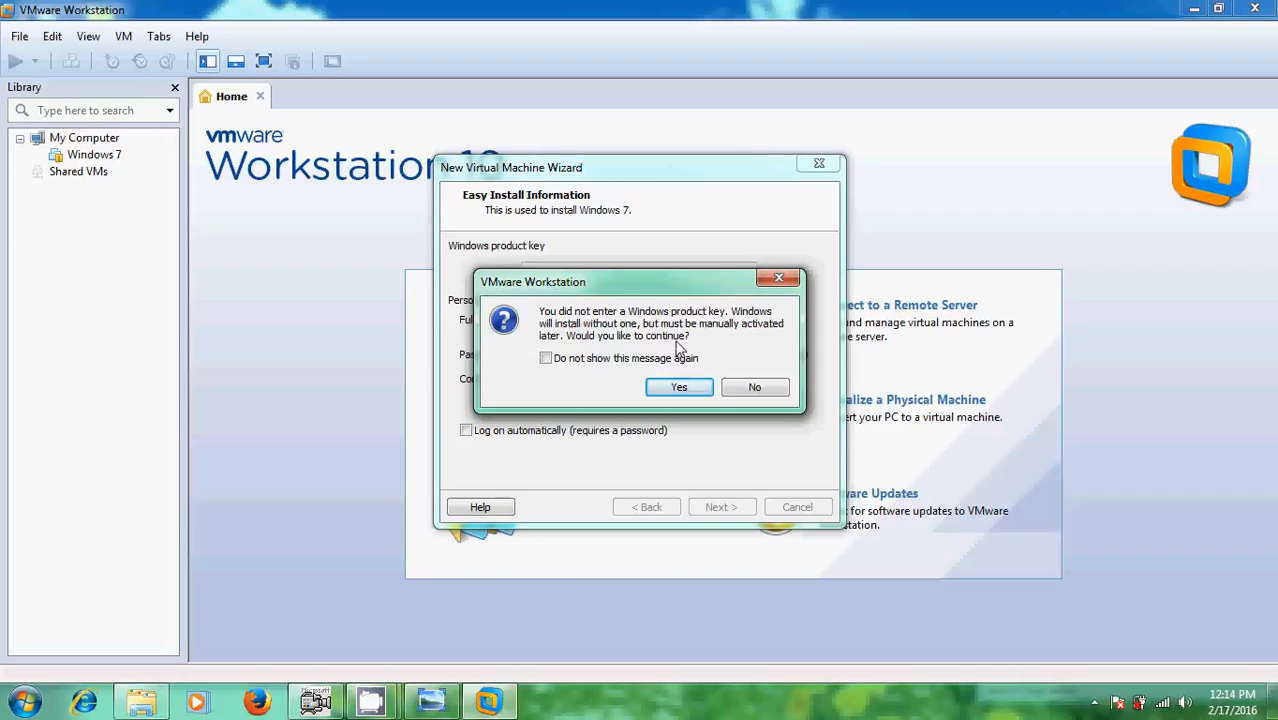 VMware Workstation
File Edit View VM Tabs Help
Library
Type here to search
My Computer
Windows 7
Shared VMs
Home
vmware
Workstation
New Virtual Machine Wizard
Easy Install Information
This is used to install Windows 7.
Windows product key
VMware Workstation
You did not enter a Windows product key. Windows
will install without one, but must be manually activated
later. Would you like to continue?
Do not show this message again
Yes No
Log on automatically (requires a password)
Help < Back Next > Cancel
ect to a Remote Server
and manage virtual machines on a
e server.
alize a Physical Machine
ert your PC to a virtual machine.
ware Updates
k for software updates to VMware
station.
12:14 PM
2/17/2016